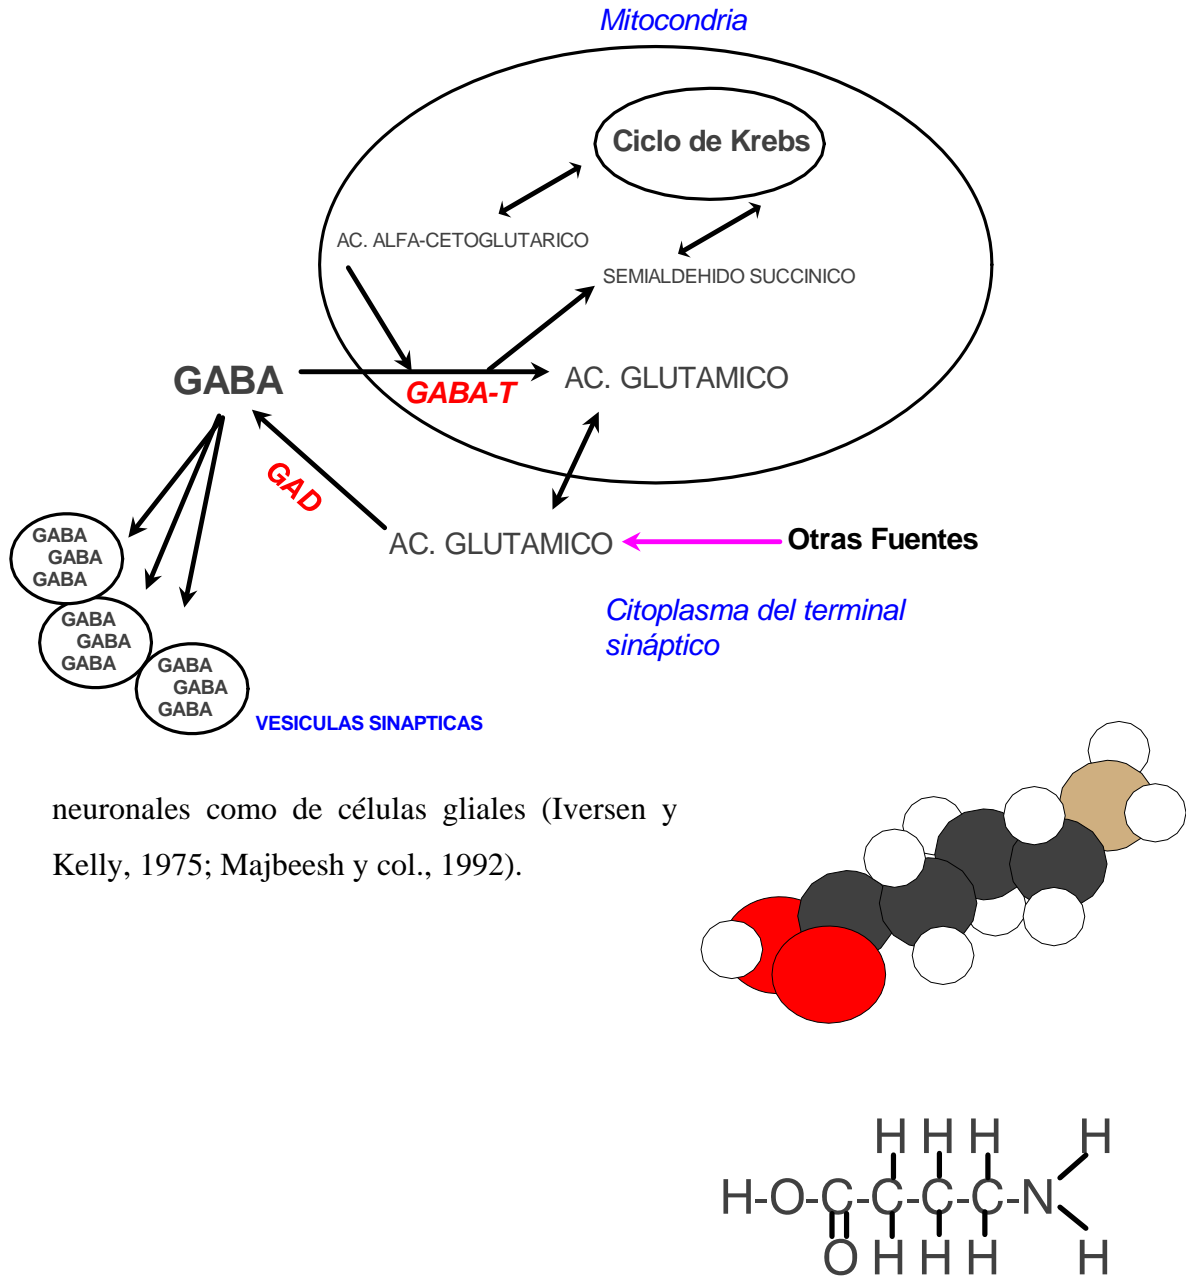 Mitocondria
Ciclo de Krebs
AC. ALFA-CETOGLUTARICO
SEMIALDEHIDO SUCCINICO
GABA
GABA-T
AC. GLUTAMICO
GAD
AC. GLUTAMICO
Otras Fuentes
GABA
GABA
GABA
GABA
GABA
GABA
GABA
GABA
GABA
Citoplasma del terminal
sináptico
VESICULAS SINAPTICAS
neuronales como de células gliales (Iversen y
Kelly, 1975; Majbeesh y col., 1992).
H H H H
H-O-C-C-C-C-N
O H H H H